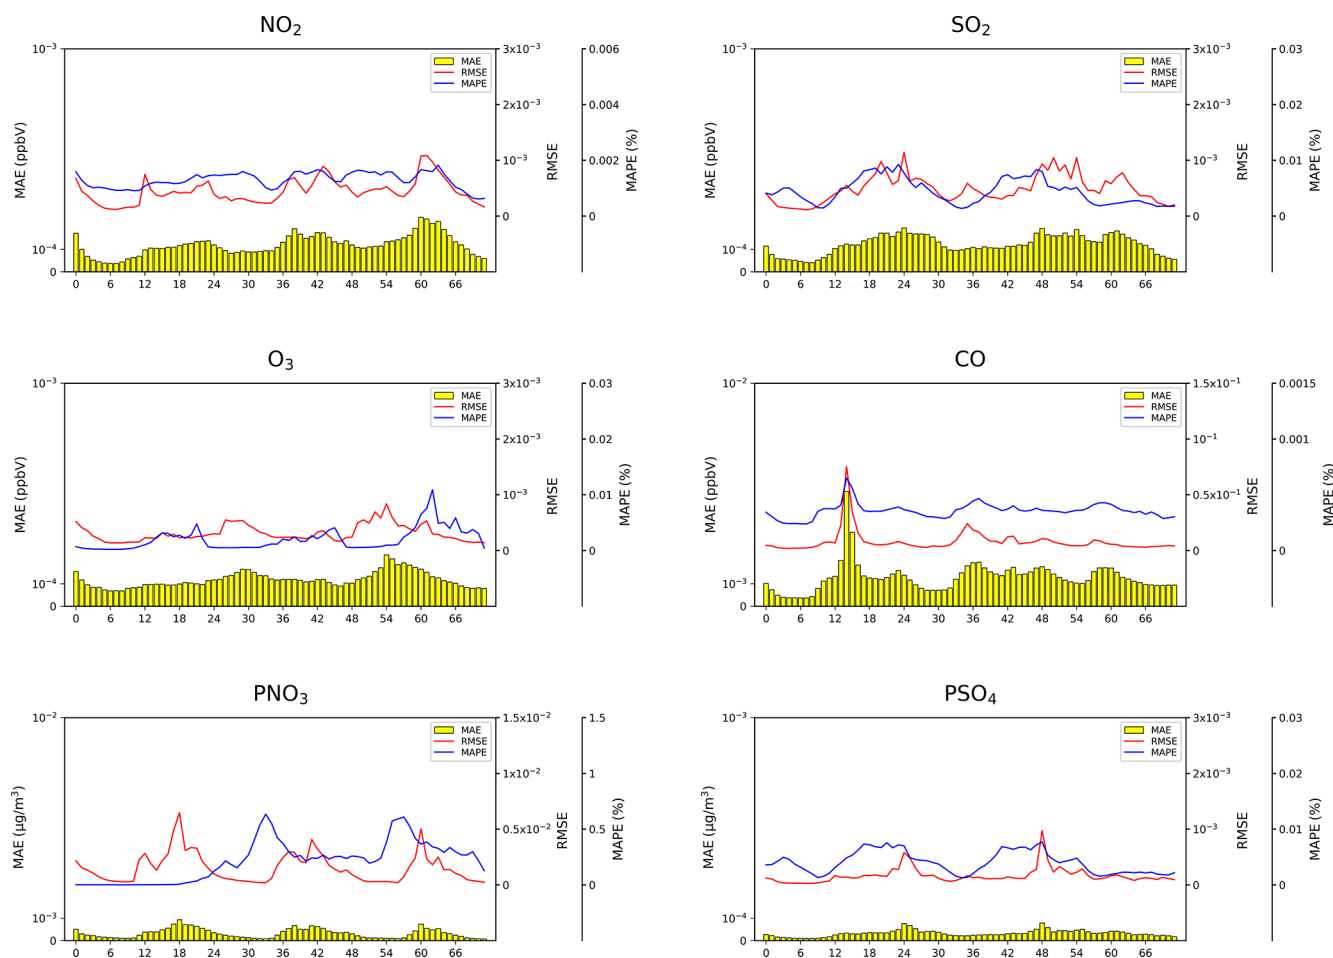 NO₂
10⁻³
10⁻⁴
0
MAE (ppbV)
0 6 12 18 24 30 36 42 48 54 60 66
MAE
RMSE
MAPE
3x10⁻³
2x10⁻³
10⁻³
0
RMSE
0.006
0.004
0.002
0
MAPE (%)
SO₂
10⁻³
10⁻⁴
0
MAE (ppbV)
0 6 12 18 24 30 36 42 48 54 60 66
MAE
RMSE
MAPE
3x10⁻³
2x10⁻³
10⁻³
0
RMSE
0.03
0.02
0.01
0
MAPE (%)
O₃
10⁻³
10⁻⁴
0
MAE (ppbV)
0 6 12 18 24 30 36 42 48 54 60 66
MAE
RMSE
MAPE
3x10⁻³
2x10⁻³
10⁻³
0
RMSE
0.03
0.02
0.01
0
MAPE (%)
CO
10⁻²
10⁻³
0
MAE (ppbV)
0 6 12 18 24 30 36 42 48 54 60 66
MAE
RMSE
MAPE
1.5x10⁻¹
10⁻¹
0.5x10⁻¹
0
RMSE
0.0015
0.001
0.0005
0
MAPE (%)
PNO₃
10⁻²
10⁻³
0
MAE (μg/m³)
0 6 12 18 24 30 36 42 48 54 60 66
MAE
RMSE
MAPE
1.5x10⁻²
1x10⁻²
0.5x10⁻²
0
RMSE
1.5
1
0.5
0
MAPE (%)
PSO₄
10⁻³
10⁻⁴
0
MAE (μg/m³)
0 6 12 18 24 30 36 42 48 54 60 66
MAE
RMSE
MAPE
3x10⁻³
2x10⁻³
10⁻³
0
RMSE
0.03
0.02
0.01
0
MAPE (%)